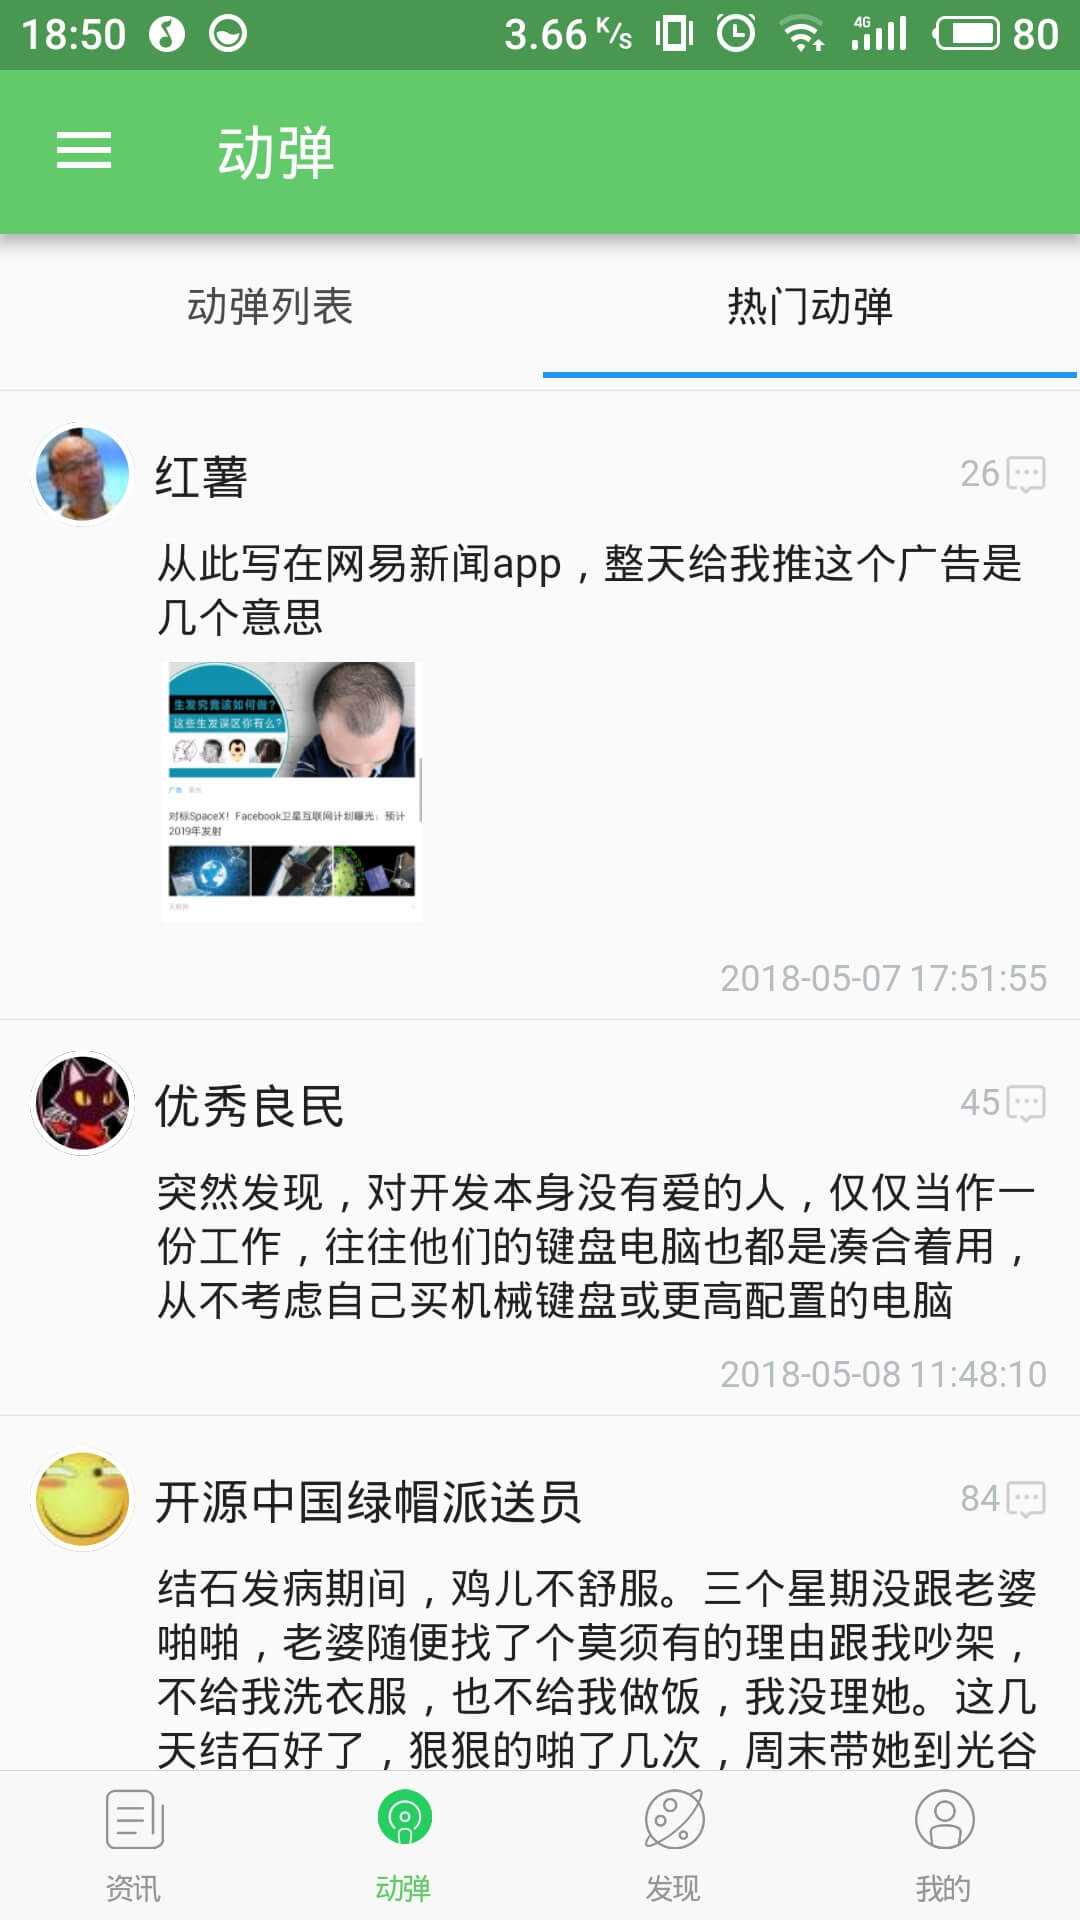 18:50 3.66 K/s 4G 80
动弹
动弹列表 热门动弹
红薯 26
从此写在网易新闻app，整天给我推这个广告是
几个意思
生发究竟该如何做?
这些生发误区你有么?
广告
对标SpaceX！Facebook卫星互联网计划曝光：预计
2019年发射
2018-05-07 17:51:55
优秀良民 45
突然发现，对开发本身没有爱的人，仅仅当作一
份工作，往往他们的键盘电脑也都是凑合着用，
从不考虑自己买机械键盘或更高配置的电脑
2018-05-08 11:48:10
开源中国绿帽派送员 84
结石发病期间，鸡儿不舒服。三个星期没跟老婆
啪啪，老婆随便找了个莫须有的理由跟我吵架，
不给我洗衣服，也不给我做饭，我没理她。这几
天结石好了，狠狠的啪了几次，周末带她到光谷
资讯 动弹 发现 我的